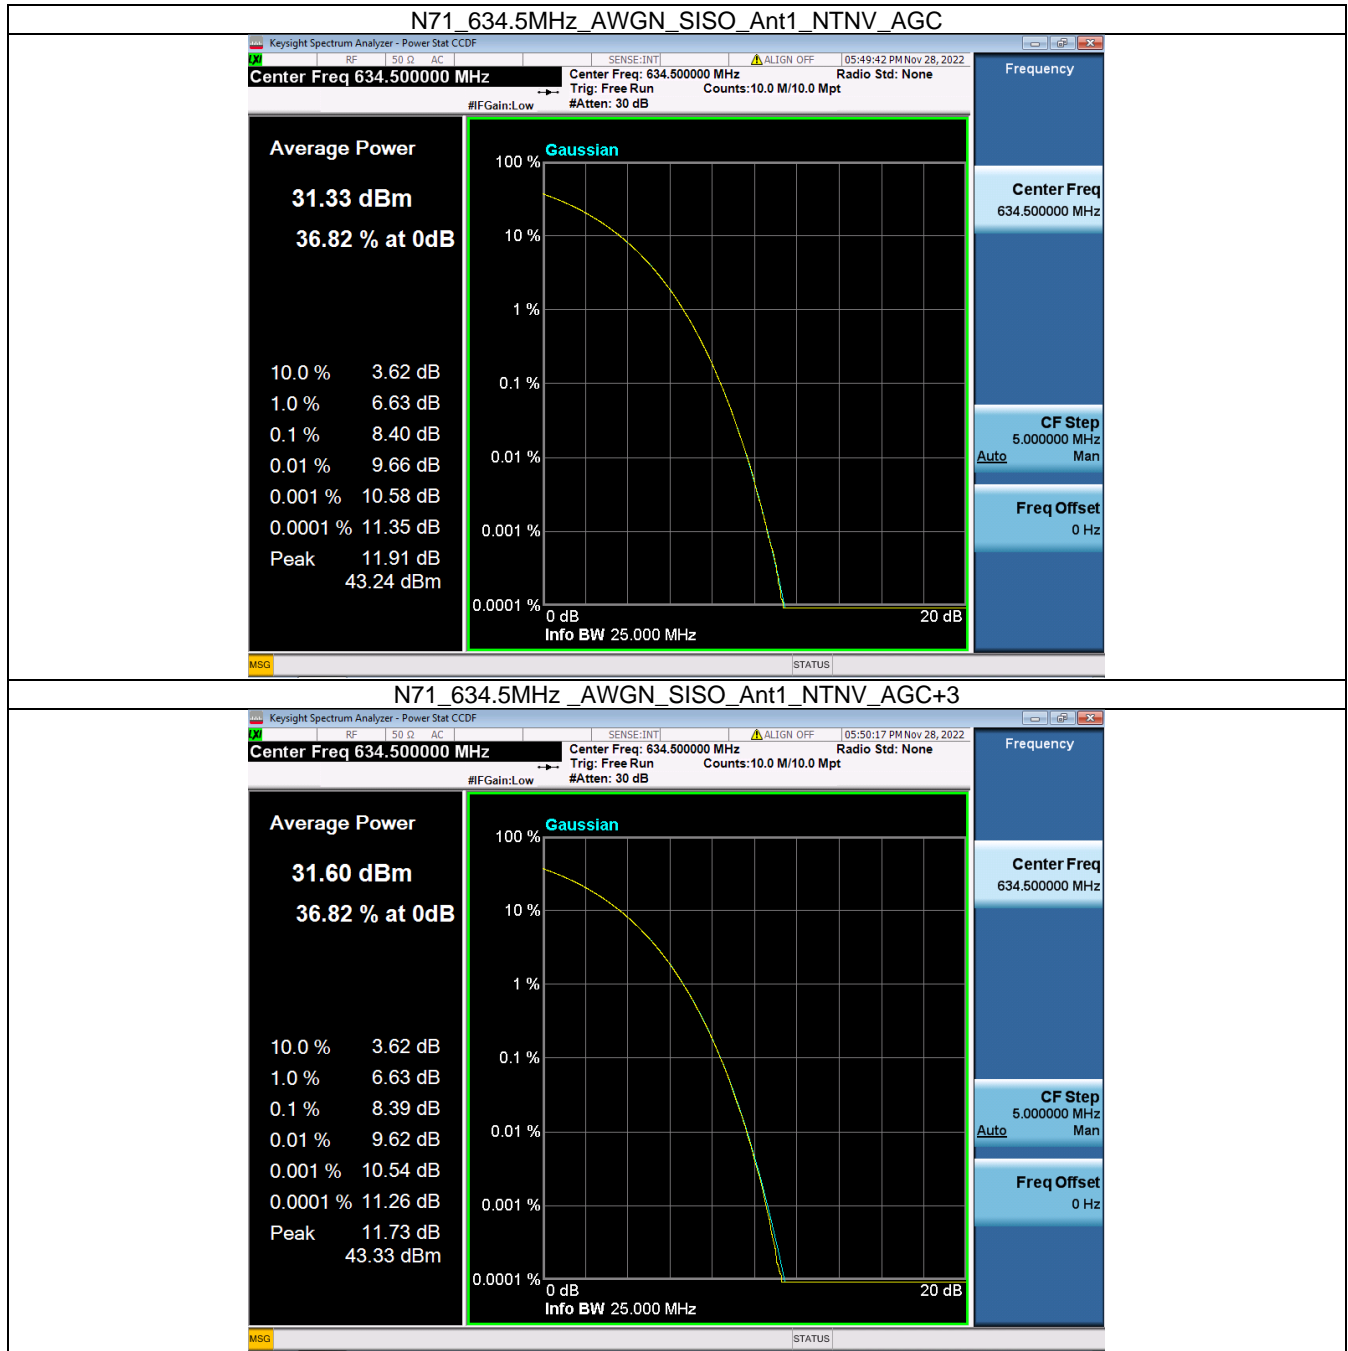 N71_634.5MHz_AWGN_SISO_Ant1_NTNV_AGC
Keysight Spectrum Analyzer - Power Stat CCDF
LXI RF 50 Ω AC SENSE:INT ALIGN OFF 05:49:42 PM Nov 28, 2022
Center Freq 634.500000 MHz
Center Freq: 634.500000 MHz Radio Std: None
Trig: Free Run Counts:10.0 M/10.0 Mpt
#IFGain:Low #Atten: 30 dB
Frequency
Average Power
31.33 dBm
36.82 % at 0dB
10.0 % 3.62 dB
1.0 % 6.63 dB
0.1 % 8.40 dB
0.01 % 9.66 dB
0.001 % 10.58 dB
0.0001 % 11.35 dB
Peak 11.91 dB
43.24 dBm
Gaussian
100 %
10 %
1 %
0.1 %
0.01 %
0.001 %
0.0001 %
0 dB 20 dB
Info BW 25.000 MHz
Center Freq
634.500000 MHz
CF Step
5.000000 MHz
Auto Man
Freq Offset
0 Hz
MSG STATUS
N71_634.5MHz _AWGN_SISO_Ant1_NTNV_AGC+3
Keysight Spectrum Analyzer - Power Stat CCDF
LXI RF 50 Ω AC SENSE:INT ALIGN OFF 05:50:17 PM Nov 28, 2022
Center Freq 634.500000 MHz
Center Freq: 634.500000 MHz Radio Std: None
Trig: Free Run Counts:10.0 M/10.0 Mpt
#IFGain:Low #Atten: 30 dB
Frequency
Average Power
31.60 dBm
36.82 % at 0dB
10.0 % 3.62 dB
1.0 % 6.63 dB
0.1 % 8.39 dB
0.01 % 9.62 dB
0.001 % 10.54 dB
0.0001 % 11.26 dB
Peak 11.73 dB
43.33 dBm
Gaussian
100 %
10 %
1 %
0.1 %
0.01 %
0.001 %
0.0001 %
0 dB 20 dB
Info BW 25.000 MHz
Center Freq
634.500000 MHz
CF Step
5.000000 MHz
Auto Man
Freq Offset
0 Hz
MSG STATUS